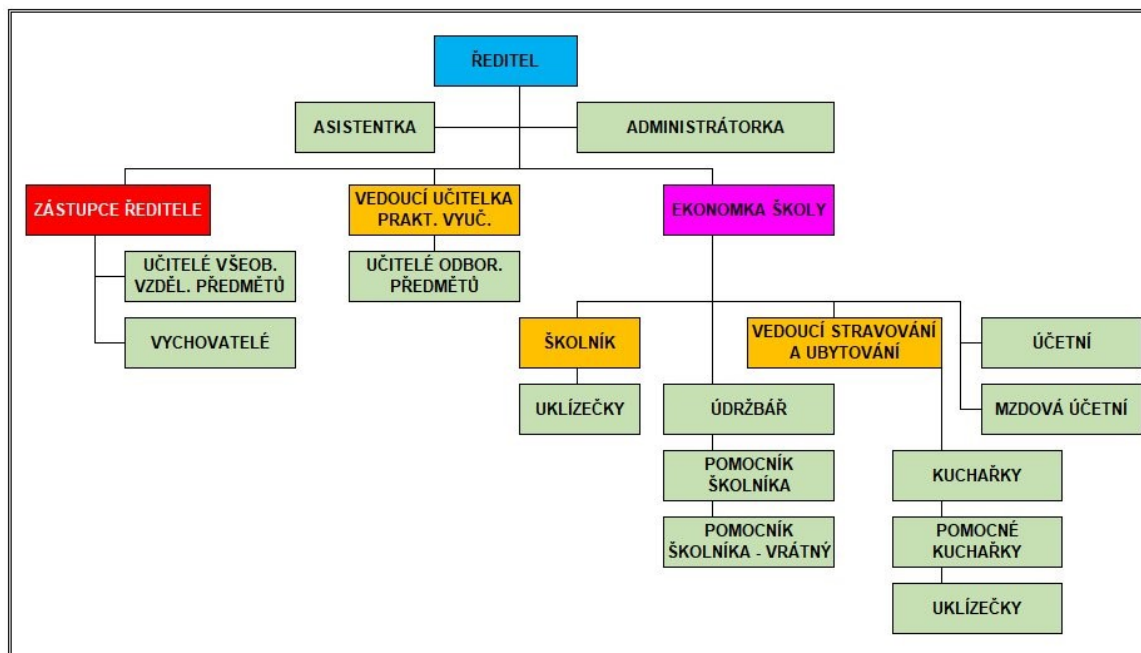 ŘEDITEL
ASISTENTKA
ADMINISTRÁTORKA
ZÁSTUPCE ŘEDITELE
VEDOUCÍ UČITELKA
PRAKT. VYUČ.
EKONOMKA ŠKOLY
UČITELÉ VŠEOB.
VZDĚL. PŘEDMĚTŮ
UČITELÉ ODBOR.
PŘEDMĚTŮ
VYCHOVATELÉ
ŠKOLNÍK
VEDOUCÍ STRAVOVÁNÍ
A UBYTOVÁNÍ
ÚČETNÍ
UKLÍZEČKY
ÚDRŽBÁŘ
MZDOVÁ ÚČETNÍ
POMOCNÍK
ŠKOLNÍKA
KUCHAŘKY
POMOCNÍK
ŠKOLNÍKA - VRÁTNÝ
POMOCNÉ
KUCHAŘKY
UKLÍZEČKY